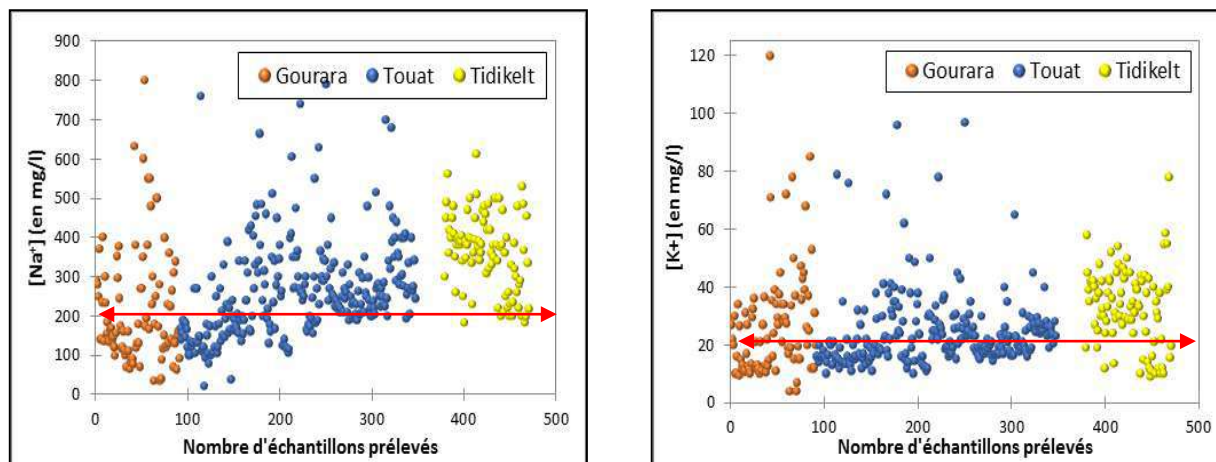 900
800
700
600
500
400
300
200
100
0
[Na+] (en mg/l)
Gourara Touat Tidikelt
0 100 200 300 400 500
Nombre d'échantillons prélevés
120
100
80
60
40
20
0
[K+] (en mg/l)
Gourara Touat Tidikelt
0 100 200 300 400 500
Nombre d'échantillons prélevés